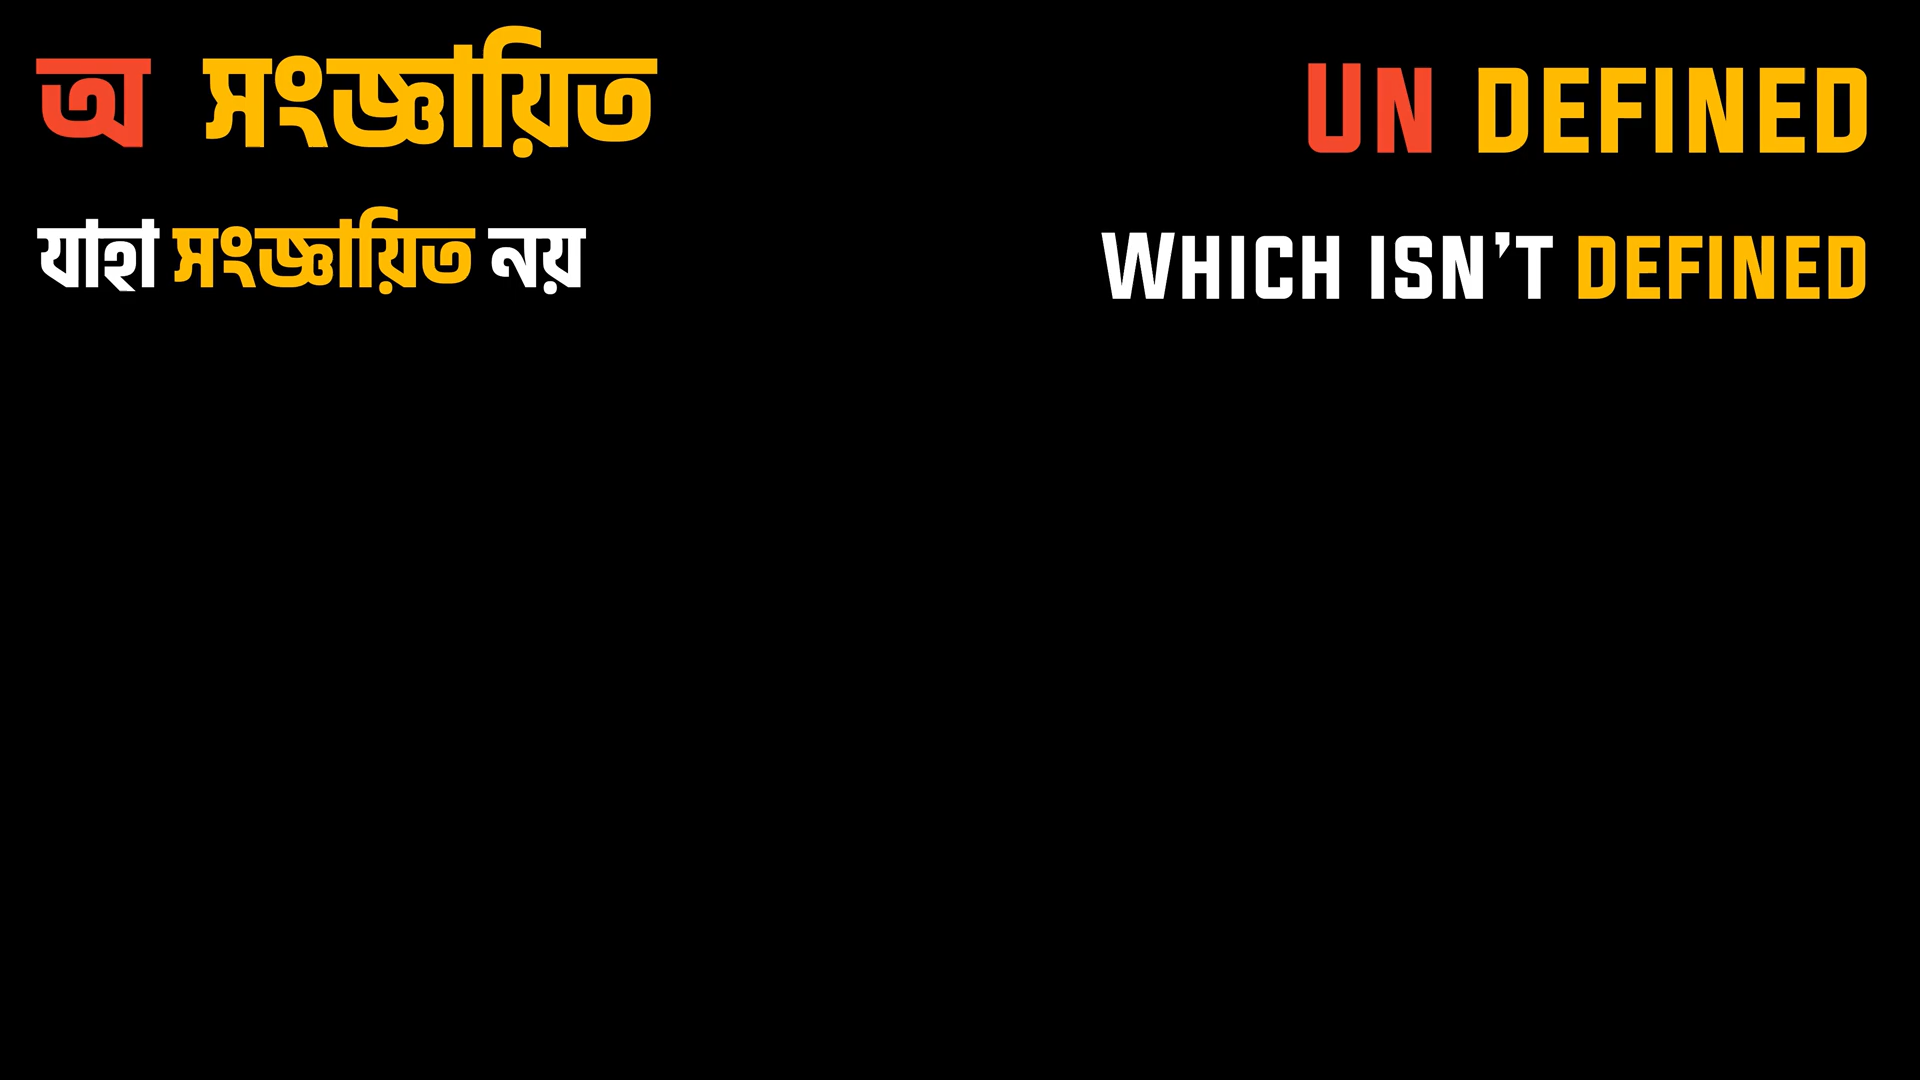 অ সংজ্ঞায়িত
UN DEFINED
যাহা সংজ্ঞায়িত নয়
WHICH ISN'T DEFINED